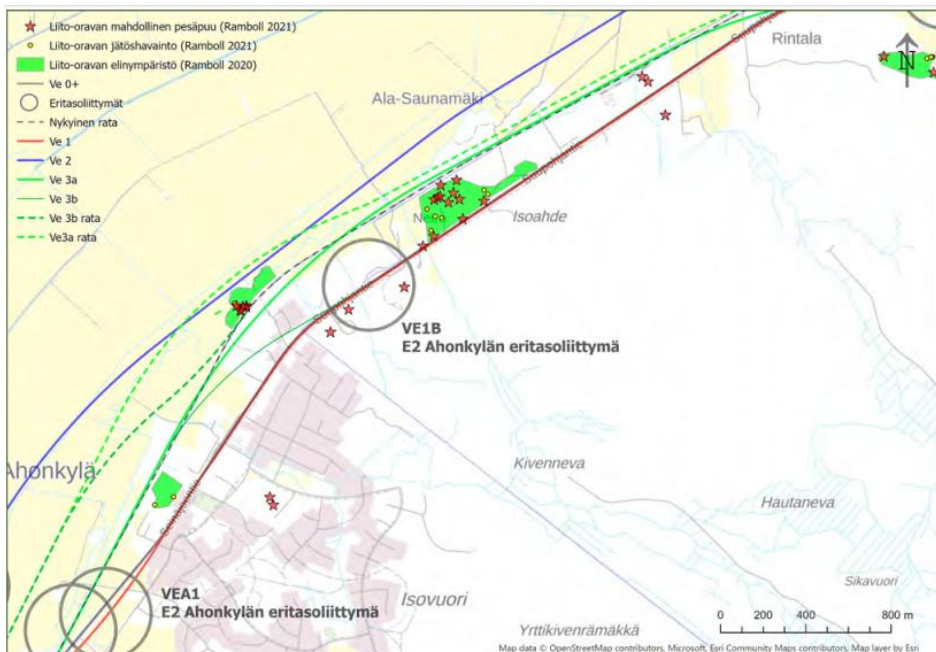 Liito-oravan mahdollinen pesäpuu (Ramboll 2021)
Liito-oravan jätöshavainto (Ramboll 2021)
Liito-oravan elinympäristö (Ramboll 2020)
Ve 0+
Eritasoliittymät
Nykyinen rata
Ve 1
Ve 2
Ve 3a
Ve 3b
Ve 3b rata
Ve3a rata
Rintala
N
Ala-Saunamäki
Suupohjantie
Suupohjantie
Isoahde
Suupohjantie
VE1B
E2 Ahonkylän eritasoliittymä
Ahonkylä
Kivenneva
Hautaneva
Sikavuori
VEA1
E2 Ahonkylän eritasoliittymä
Isovuori
Yrttikivenrämäkkä
0 200 400 800 m
Map data © OpenStreetMap contributors, Microsoft, Esri Community Maps contributors, Map layer by Esri